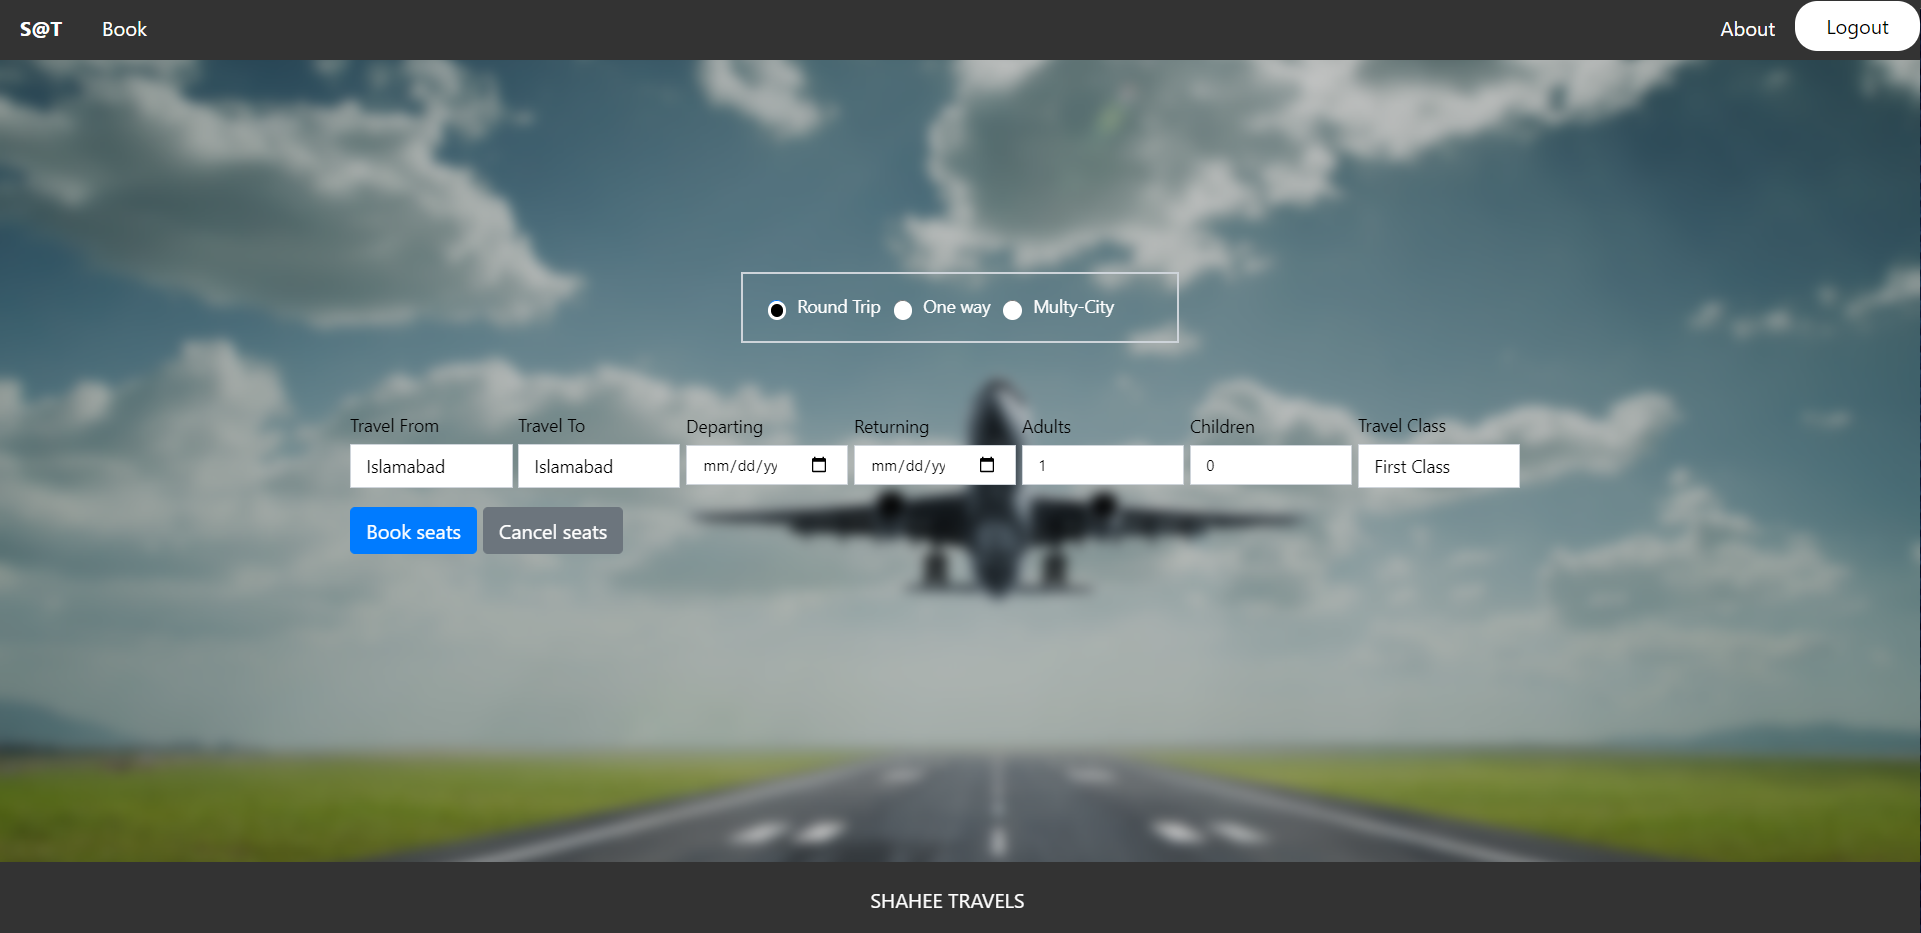 S@T Book About Logout
Round Trip One way Multy-City
Travel From Travel To Departing Returning Adults Children Travel Class
Islamabad Islamabad mm/dd/yy mm/dd/yy 1 0 First Class
Book seats Cancel seats
SHAHEE TRAVELS